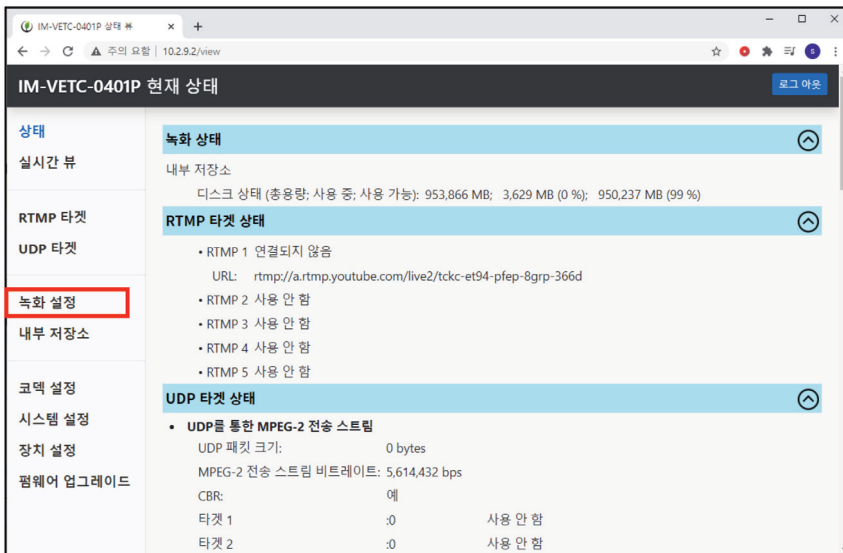 IM-VETC-0401P 상태 뷰
주의 요함 | 10.2.9.2/view
S
IM-VETC-0401P 현재 상태
로그 아웃
상태
실시간 뷰
RTMP 타겟
UDP 타겟
녹화 설정
내부 저장소
코덱 설정
시스템 설정
장치 설정
펌웨어 업그레이드
녹화 상태
내부 저장소
디스크 상태 (총용량; 사용 중; 사용 가능): 953,866 MB; 3,629 MB (0 %); 950,237 MB (99 %)
RTMP 타겟 상태
• RTMP 1 연결되지 않음
URL: rtmp://a.rtmp.youtube.com/live2/tckc-et94-pfep-8grp-366d
• RTMP 2 사용 안 함
• RTMP 3 사용 안 함
• RTMP 4 사용 안 함
• RTMP 5 사용 안 함
UDP 타겟 상태
• UDP를 통한 MPEG-2 전송 스트림
UDP 패킷 크기: 0 bytes
MPEG-2 전송 스트림 비트레이트: 5,614,432 bps
CBR: 예
타겟 1 :0 사용 안 함
타겟 2 :0 사용 안 함